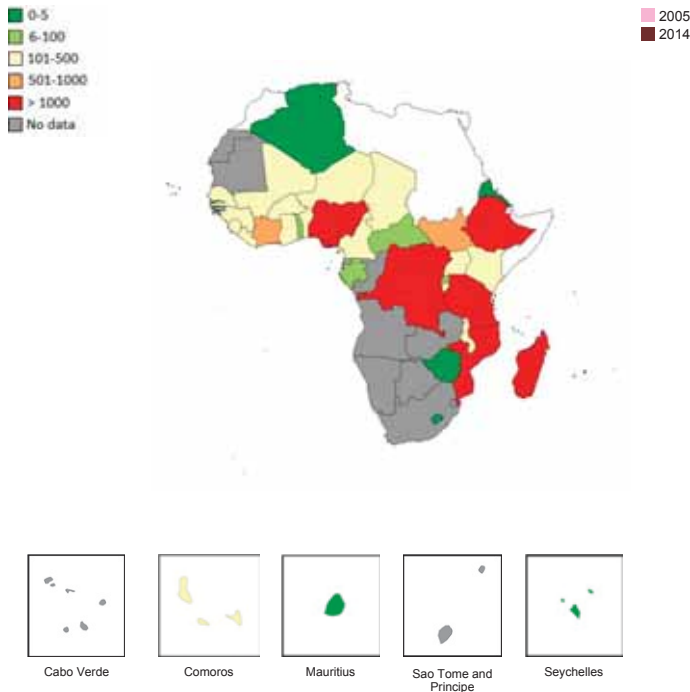 0-5
6-100
101-500
501-1000
> 1000
No data
2005
2014
Cabo Verde
Comoros
Mauritius
Sao Tome and
Principe
Seychelles